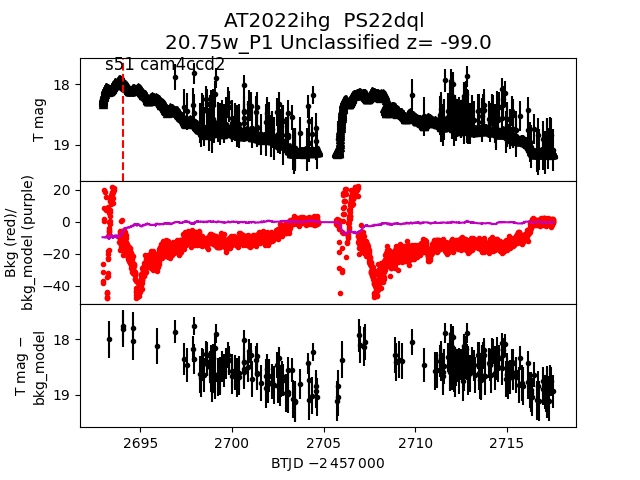 AT2022ihg  PS22dql
20.75w_P1 Unclassified z= -99.0
s51 cam4ccd2
18
19
T mag
20
0
−20
−40
Bkg (red)/
bkg_model (purple)
18
19
T mag −
bkg_model
2695
2700
2705
2710
2715
BTJD −2 457 000